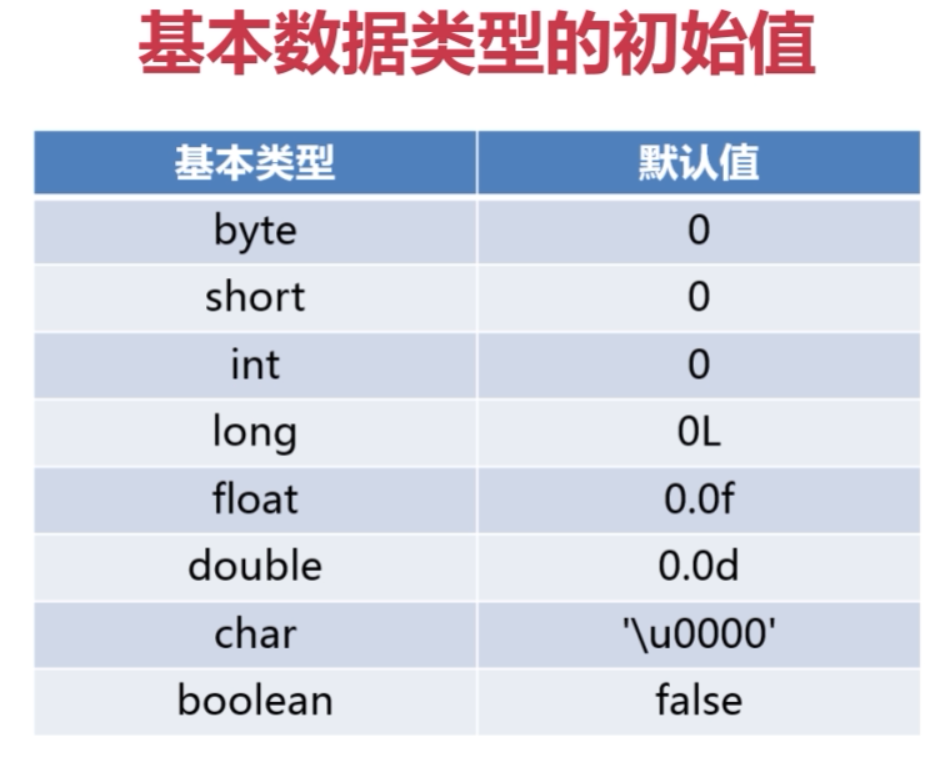 基本数据类型的初始值
基本类型 默认值
byte 0
short 0
int 0
long 0L
float 0.0f
double 0.0d
char '\u0000'
boolean false